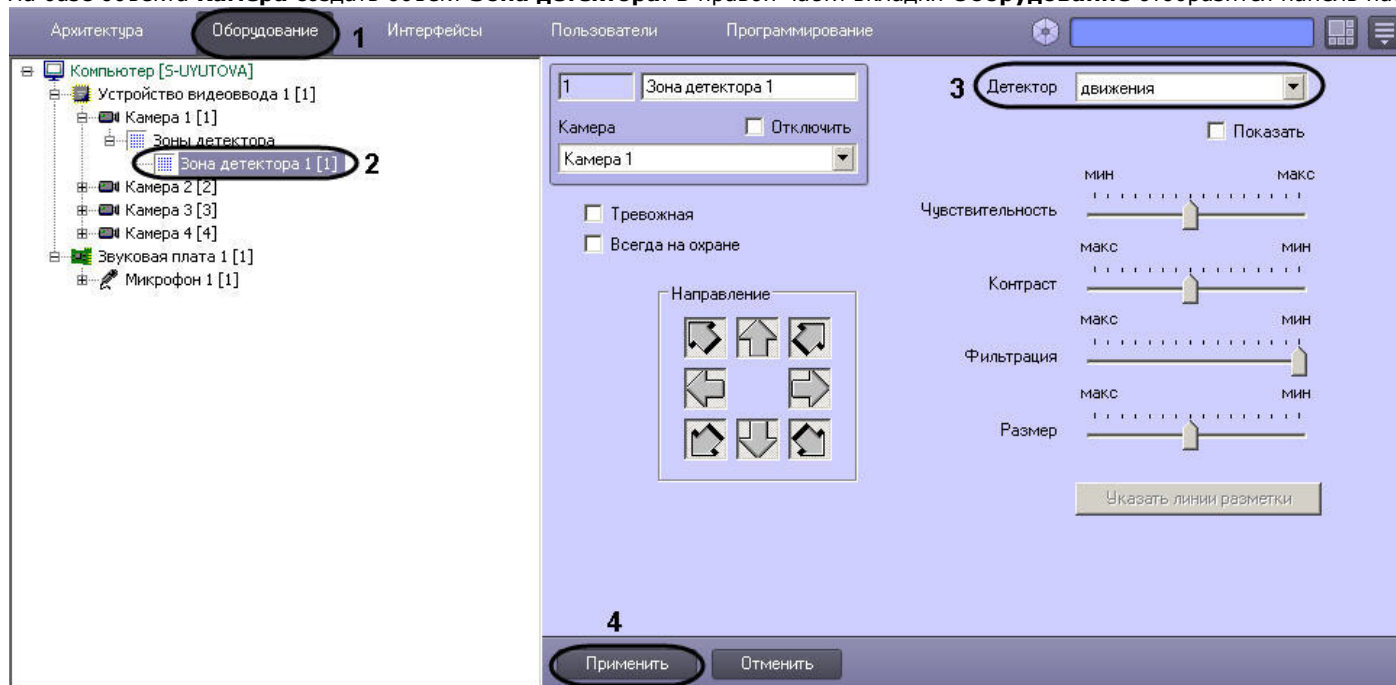 На базе объекта Камера создать объект Зона детектора. В правой части вкладки Оборудование отобразится панель
Архитектура Оборудование 1 Интерфейсы Пользователи Программирование
Компьютер [S-UYUTOVA]
Устройство видеоввода 1 [1]
Камера 1 [1]
Зоны детектора
Зона детектора 1 [1] 2
Камера 2 [2]
Камера 3 [3]
Камера 4 [4]
Звуковая плата 1 [1]
Микрофон 1 [1]
1 Зона детектора 1
Камера Отключить
Камера 1
Тревожная
Всегда на охране
Направление
3 Детектор движения
Показать
мин макс
Чувствительность
макс мин
Контраст
макс мин
Фильтрация
макс мин
Размер
Указать линии разметки
4
Применить Отменить